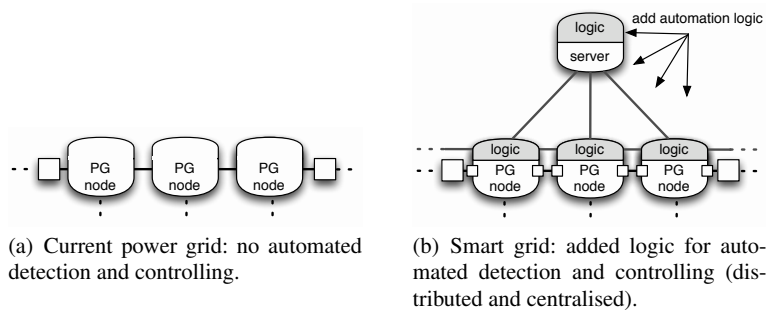 logic
server
add automation logic
PG
node
PG
node
PG
node
logic
PG
node
logic
PG
node
logic
PG
node
(a) Current power grid: no automated
detection and controlling.
(b) Smart grid: added logic for auto-
mated detection and controlling (dis-
tributed and centralised).